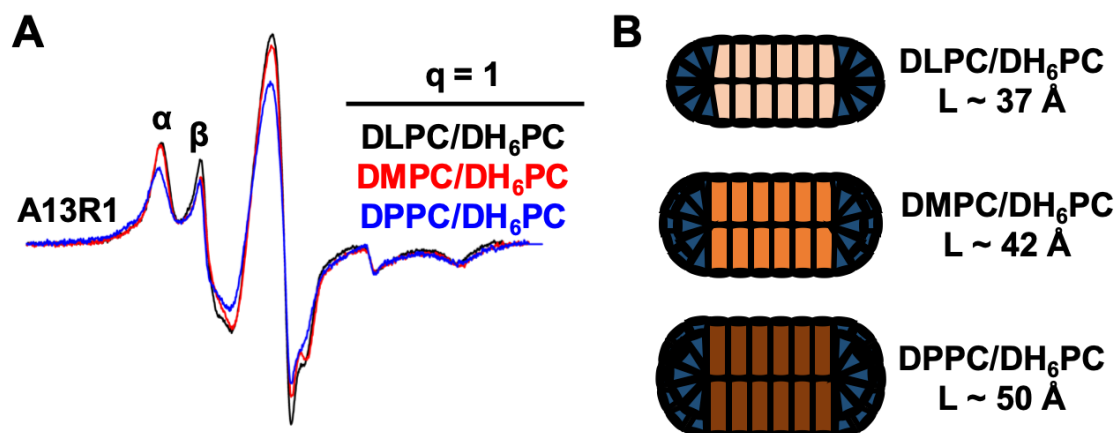 A
q = 1
α
β
DLPC/DH₆PC
DMPC/DH₆PC
DPPC/DH₆PC
A13R1
B
DLPC/DH₆PC
L ~ 37 Å
DMPC/DH₆PC
L ~ 42 Å
DPPC/DH₆PC
L ~ 50 Å